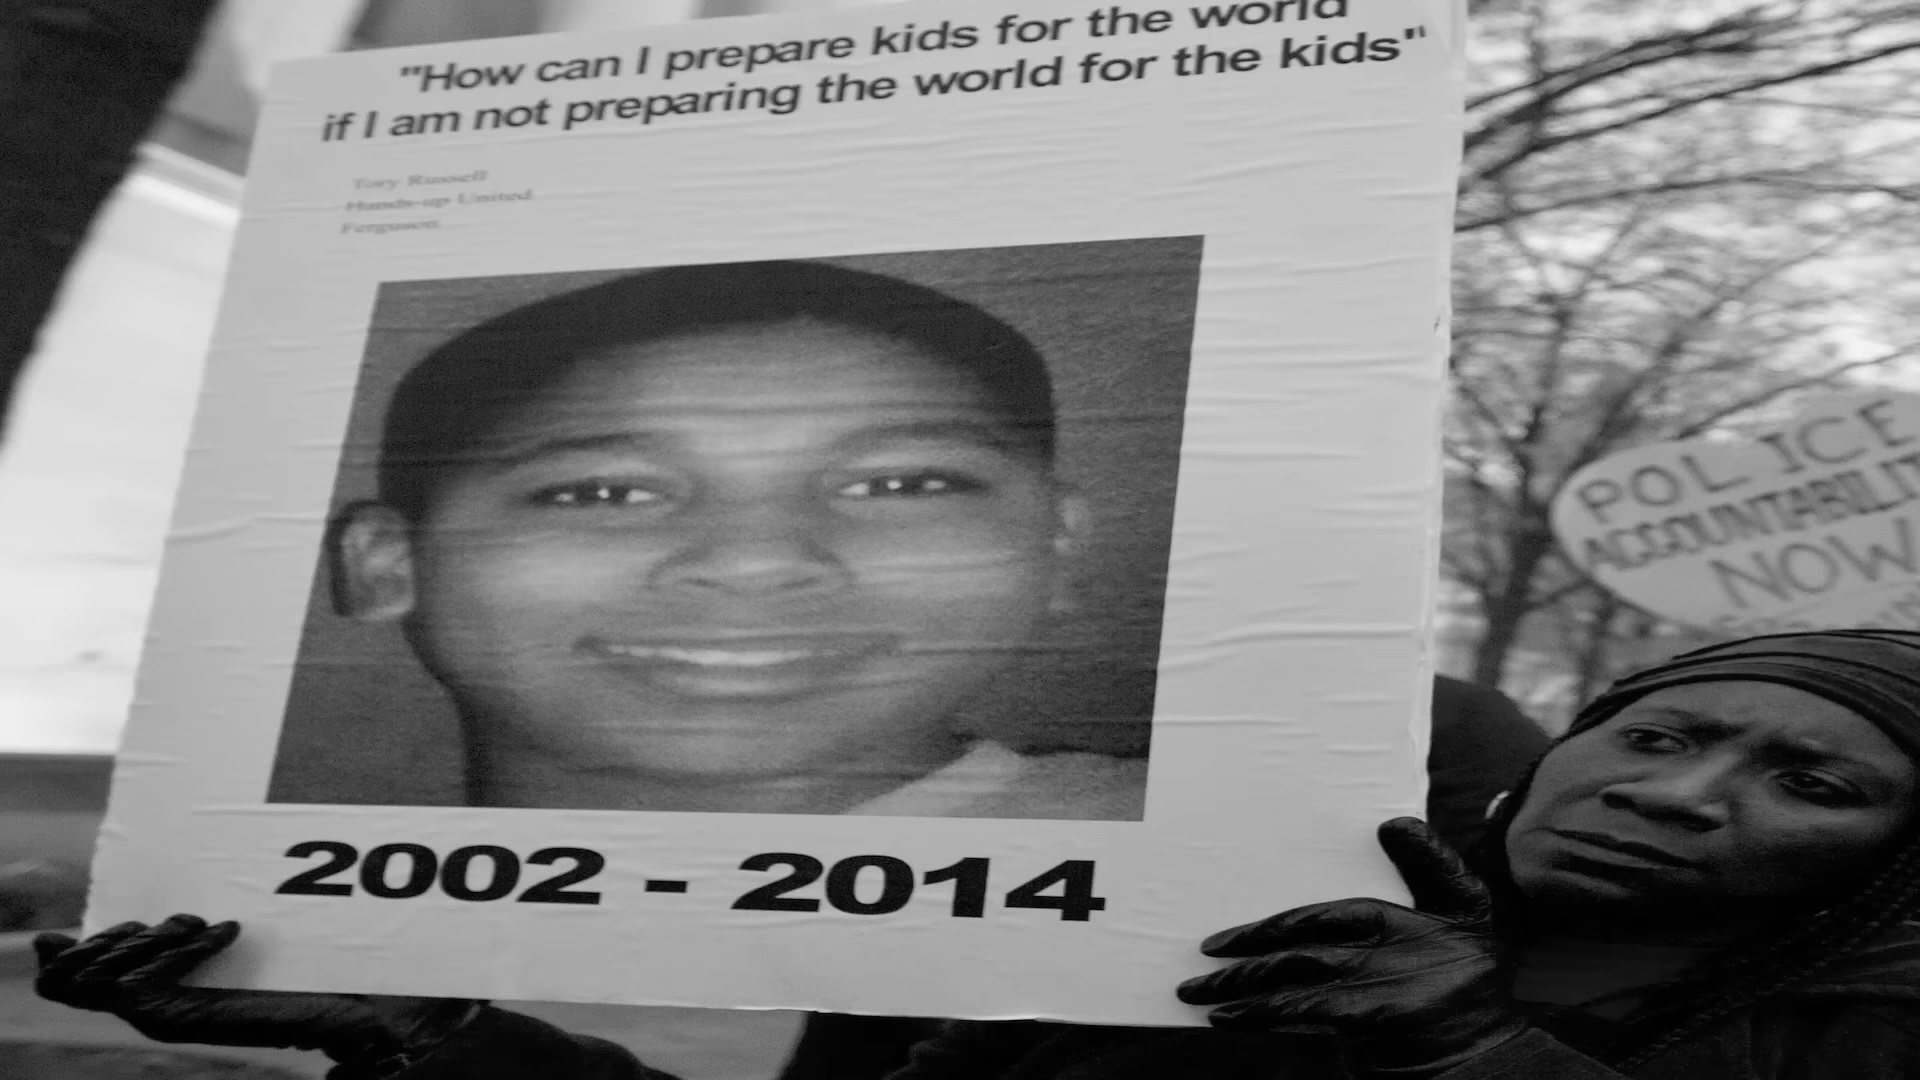 "How can I prepare kids for the world
if I am not preparing the world for the kids"
Tory Russell
Hands-up United
Ferguson
2002 - 2014
POLICE
ACCOUNTABILIT
NOW